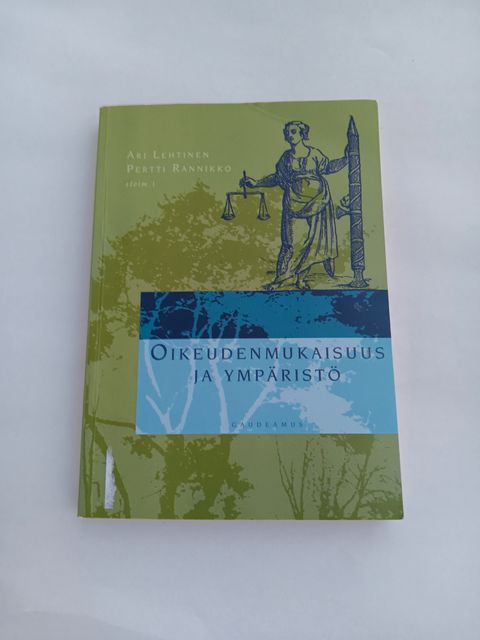 ARI LEHTINEN
PERTTI RANNIKKO
(toim.)
OIKEUDENMUKAISUUS
JA YMPÄRISTÖ
GAUDEAMUS